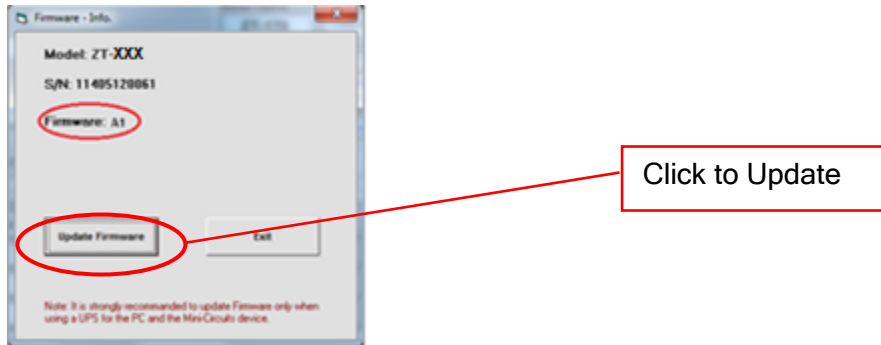 Firmware - Info.
Model: ZT-XXX
S/N: 11405120061
Firmware: A1
Click to Update
Update Firmware
Exit
Note: It is strongly recommanded to update Firmware only when
using a UPS for the PC and the Mini-Circuits device.